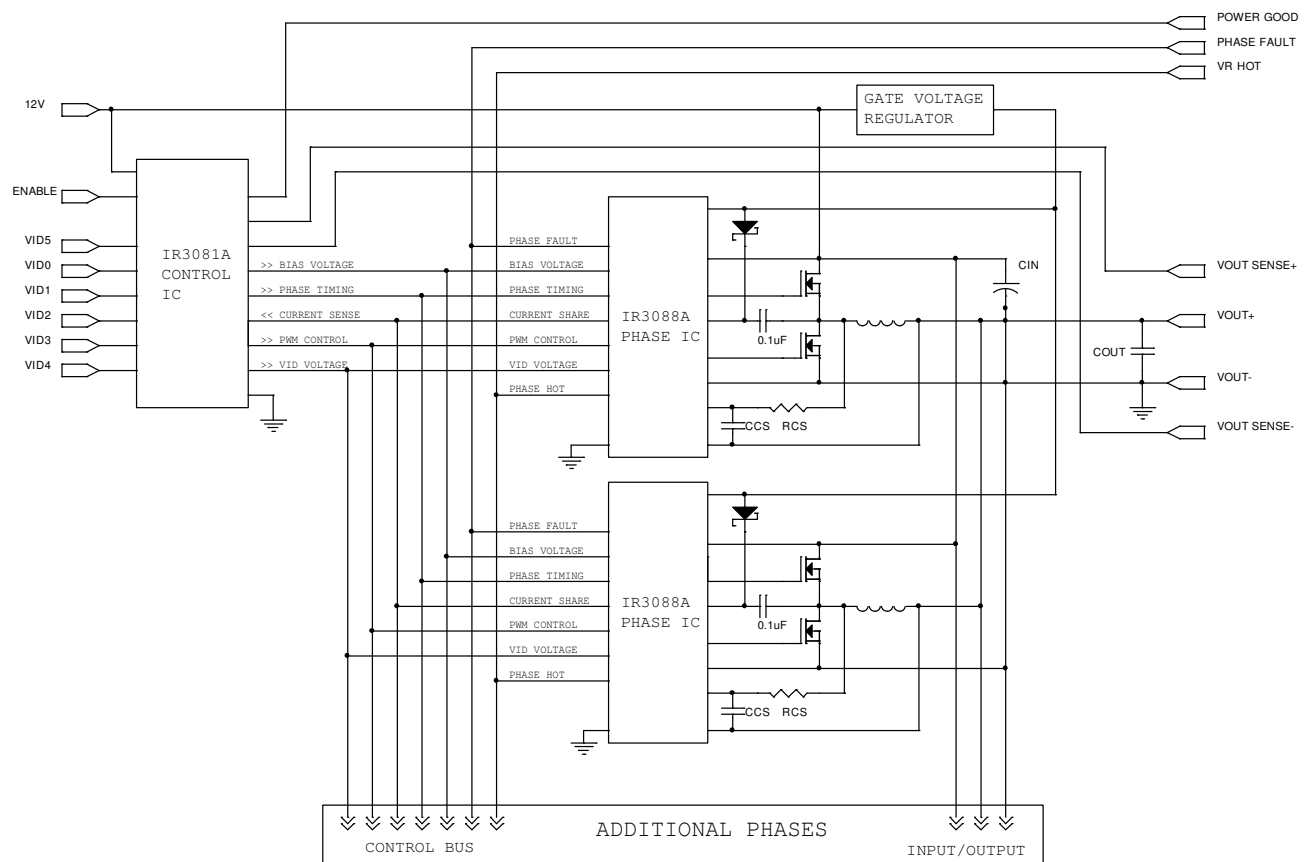 POWER GOOD
PHASE FAULT
VR HOT
12V
GATE VOLTAGE
REGULATOR
ENABLE
VID5
VID0
VID1
VID2
VID3
VID4
IR3081A
CONTROL
IC
>> BIAS VOLTAGE
>> PHASE TIMING
<< CURRENT SENSE
>> PWM CONTROL
>> VID VOLTAGE
PHASE FAULT
BIAS VOLTAGE
PHASE TIMING
CURRENT SHARE
PWM CONTROL
VID VOLTAGE
PHASE HOT
IR3088A
PHASE IC
0.1uF
CCS
RCS
CIN
COUT
VOUT SENSE+
VOUT+
VOUT-
VOUT SENSE-
PHASE FAULT
BIAS VOLTAGE
PHASE TIMING
CURRENT SHARE
PWM CONTROL
VID VOLTAGE
PHASE HOT
IR3088A
PHASE IC
0.1uF
CCS
RCS
ADDITIONAL PHASES
CONTROL BUS
INPUT/OUTPUT